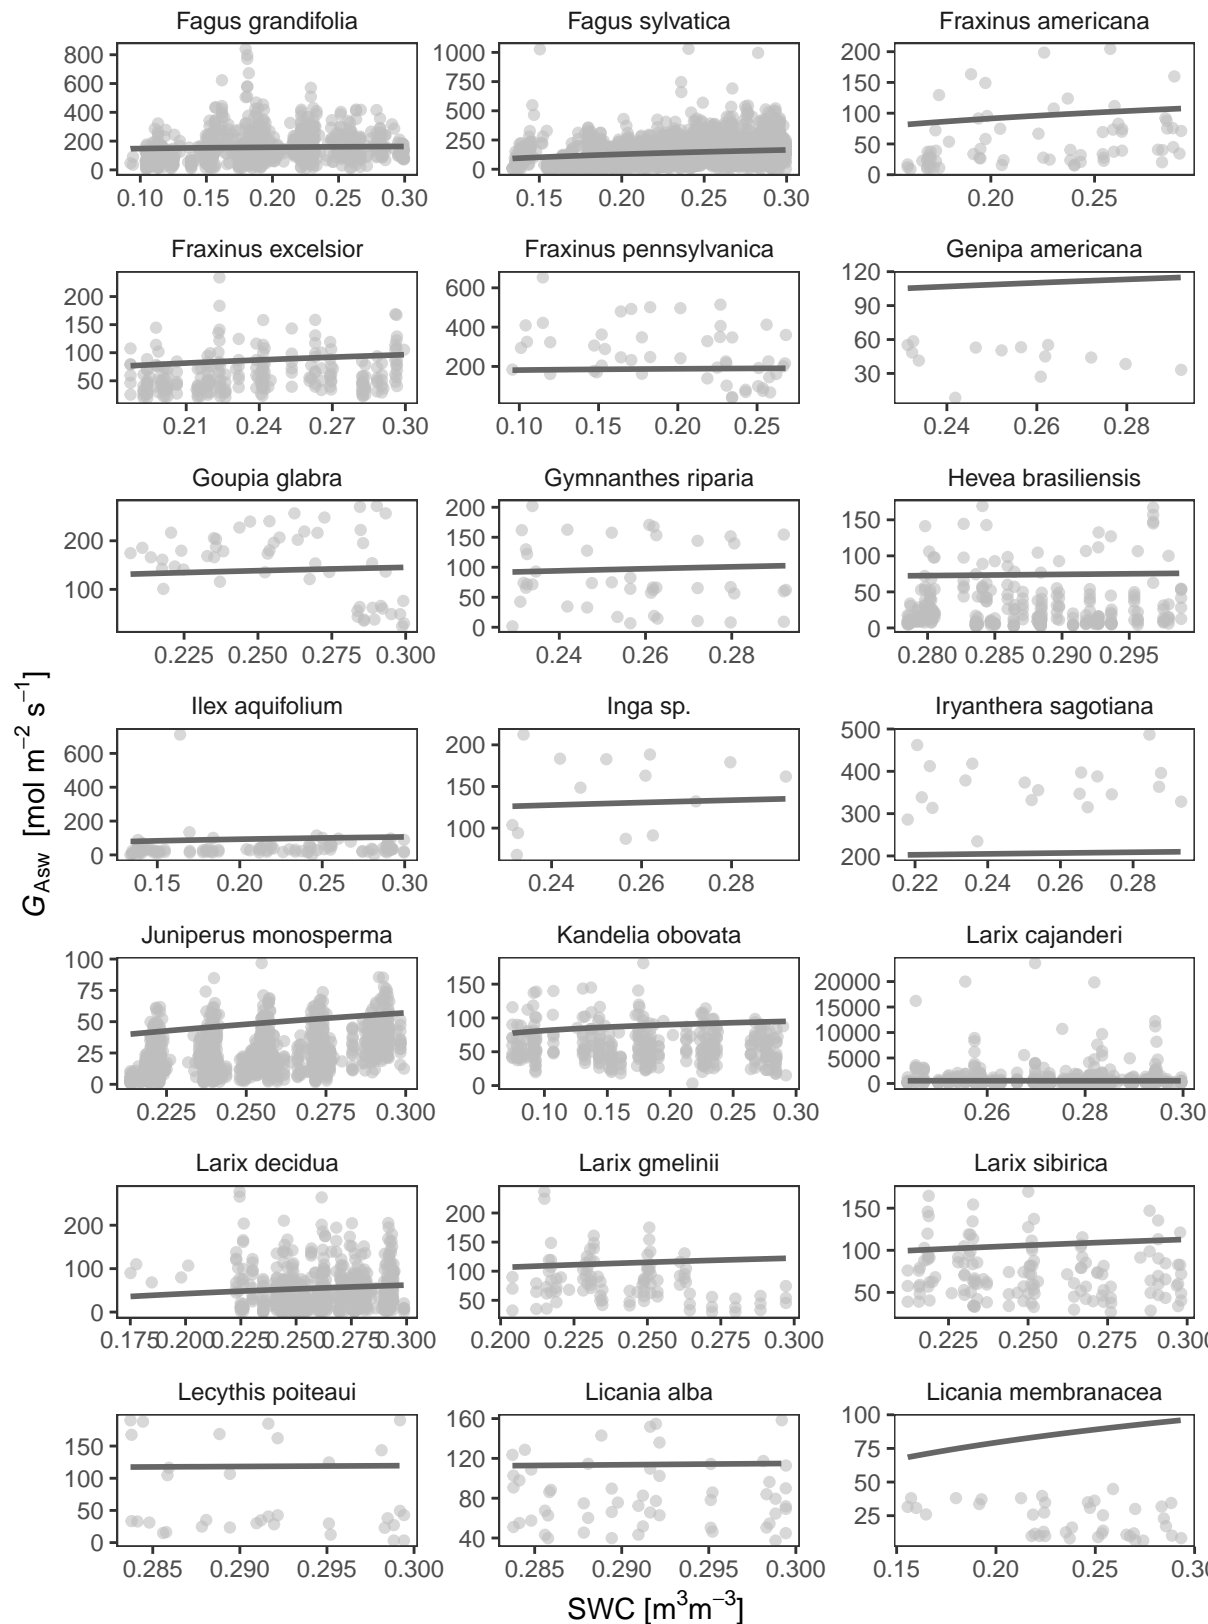 Fagus grandifolia Fagus sylvatica Fraxinus americana
800 600 400 200 0
1000 750 500 250 0
200 150 100 50 0
0.10 0.15 0.20 0.25 0.30
0.15 0.20 0.25 0.30
0.20 0.25
Fraxinus excelsior Fraxinus pennsylvanica Genipa americana
200 150 100 50
600 400 200
120 90 60 30
0.21 0.24 0.27 0.30
0.10 0.15 0.20 0.25
0.24 0.26 0.28
Goupia glabra Gymnanthes riparia Hevea brasiliensis
200 100
200 150 100 50 0
150 100 50 0
0.225 0.250 0.275 0.300
0.24 0.26 0.28
0.280 0.285 0.290 0.295
Ilex aquifolium Inga sp. Iryanthera sagotiana
600 400 200 0
200 150 100
500 400 300 200
0.15 0.20 0.25 0.30
0.24 0.26 0.28
0.22 0.24 0.26 0.28
Juniperus monosperma Kandelia obovata Larix cajanderi
100 75 50 25 0
150 100 50 0
20000 15000 10000 5000 0
0.225 0.250 0.275 0.300
0.10 0.15 0.20 0.25 0.30
0.26 0.28 0.30
Larix decidua Larix gmelinii Larix sibirica
200 150 100 50 0
200 150 100 50
150 100 50
0.175 0.200 0.225 0.250 0.275 0.300
0.200 0.225 0.250 0.275 0.300
0.225 0.250 0.275 0.300
Lecythis poiteaui Licania alba Licania membranacea
150 100 50 0
160 120 80 40
100 75 50 25
0.285 0.290 0.295 0.300
0.285 0.290 0.295 0.300
0.15 0.20 0.25 0.30
G_Asw [mol m⁻² s⁻¹]
SWC [m³m⁻³]